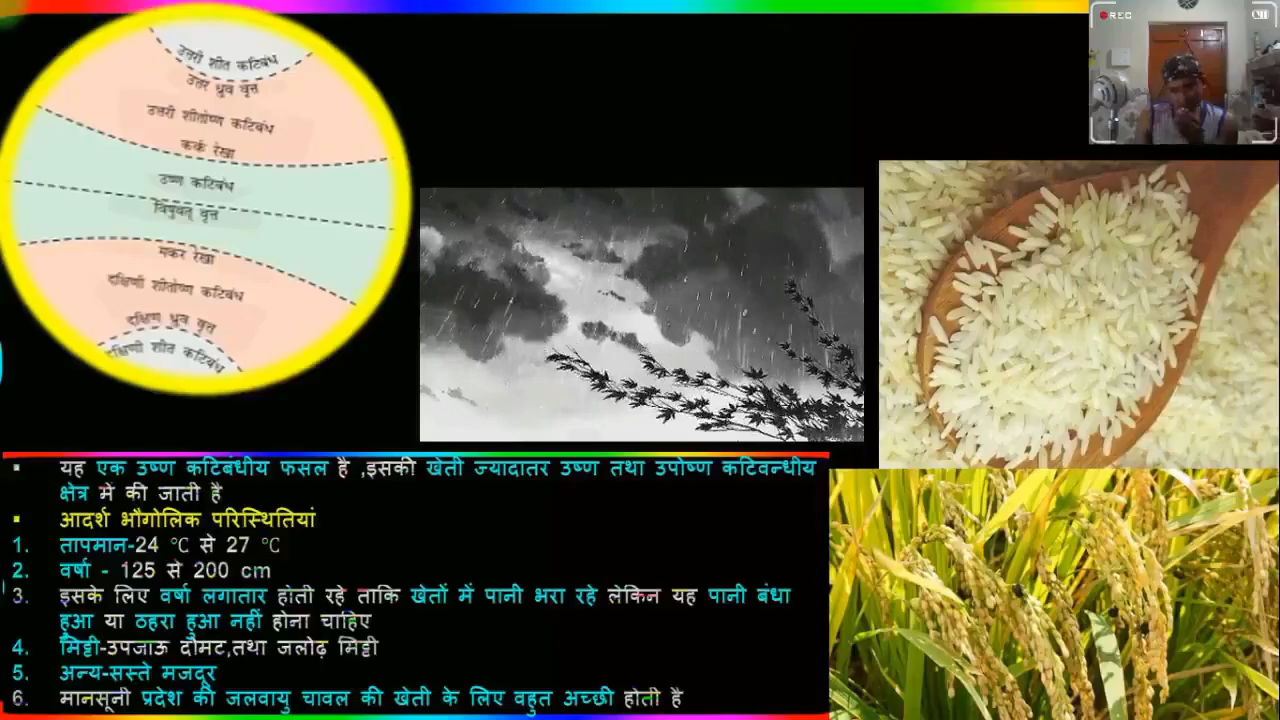 REC
उत्तरी शीत कटिबंध
उत्तर ध्रुव वृत्त
उत्तरी शीतोष्ण कटिबंध
कर्क रेखा
उष्ण कटिबंध
विषुवत् वृत्त
मकर रेखा
दक्षिणी शीतोष्ण कटिबंध
दक्षिण ध्रुव वृत्त
दक्षिणी शीत कटिबंध
▪ यह एक उष्ण कटिबंधीय फसल है ,इसकी खेती ज्यादातर उष्ण तथा उपोष्ण कटिवन्धीय
क्षेत्र में की जाती है
▪ आदर्श भौगोलिक परिस्थितियां
1. तापमान-24 ℃ से 27 ℃
2. वर्षा - 125 से 200 cm
3. इसके लिए वर्षा लगातार होती रहे ताकि खेतों में पानी भरा रहे लेकिन यह पानी बंधा
हुआ या ठहरा हुआ नहीं होना चाहिए
4. मिट्टी-उपजाऊ दोमट,तथा जलोढ़ मिट्टी
5. अन्य-सस्ते मजदूर
6. मानसूनी प्रदेश की जलवायु चावल की खेती के लिए वहुत अच्छी होती है